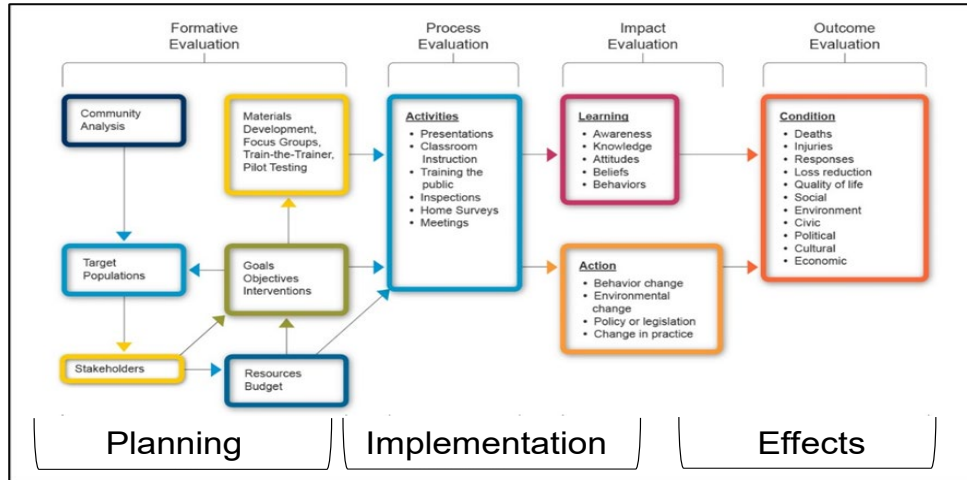 Formative
Evaluation
Process
Evaluation
Impact
Evaluation
Outcome
Evaluation
Community
Analysis
Materials
Development,
Focus Groups,
Train-the-Trainer,
Pilot Testing
Activities
• Presentations
• Classroom
Instruction
• Training the
public
• Inspections
• Home Surveys
• Meetings
Learning
• Awareness
• Knowledge
• Attitudes
• Beliefs
• Behaviors
Condition
• Deaths
• Injuries
• Responses
• Loss reduction
• Quality of life
• Social
• Environment
• Civic
• Political
• Cultural
• Economic
Target
Populations
Goals
Objectives
Interventions
Action
• Behavior change
• Environmental
change
• Policy or legislation
• Change in practice
Stakeholders
Resources
Budget
Planning
Implementation
Effects